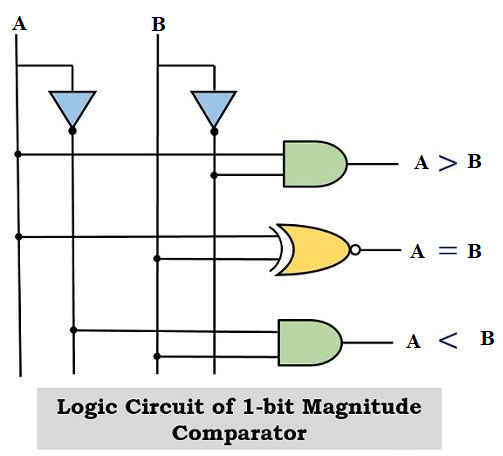 A B
A > B
A = B
A < B
Logic Circuit of 1-bit Magnitude
Comparator